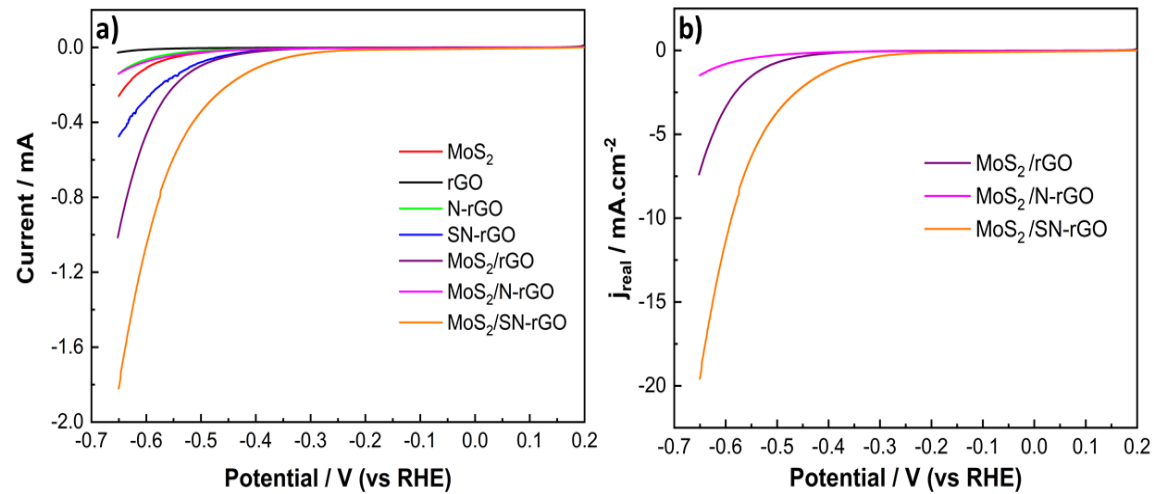 a)
0.0
-0.4
-0.8
-1.2
-1.6
-2.0
Current / mA
MoS2
rGO
N-rGO
SN-rGO
MoS2/rGO
MoS2/N-rGO
MoS2/SN-rGO
-0.7 -0.6 -0.5 -0.4 -0.3 -0.2 -0.1 0.0 0.1 0.2
Potential / V (vs RHE)
b)
0
-5
-10
-15
-20
jreal / mA.cm-2
MoS2/rGO
MoS2/N-rGO
MoS2/SN-rGO
-0.7 -0.6 -0.5 -0.4 -0.3 -0.2 -0.1 0.0 0.1 0.2
Potential / V (vs RHE)